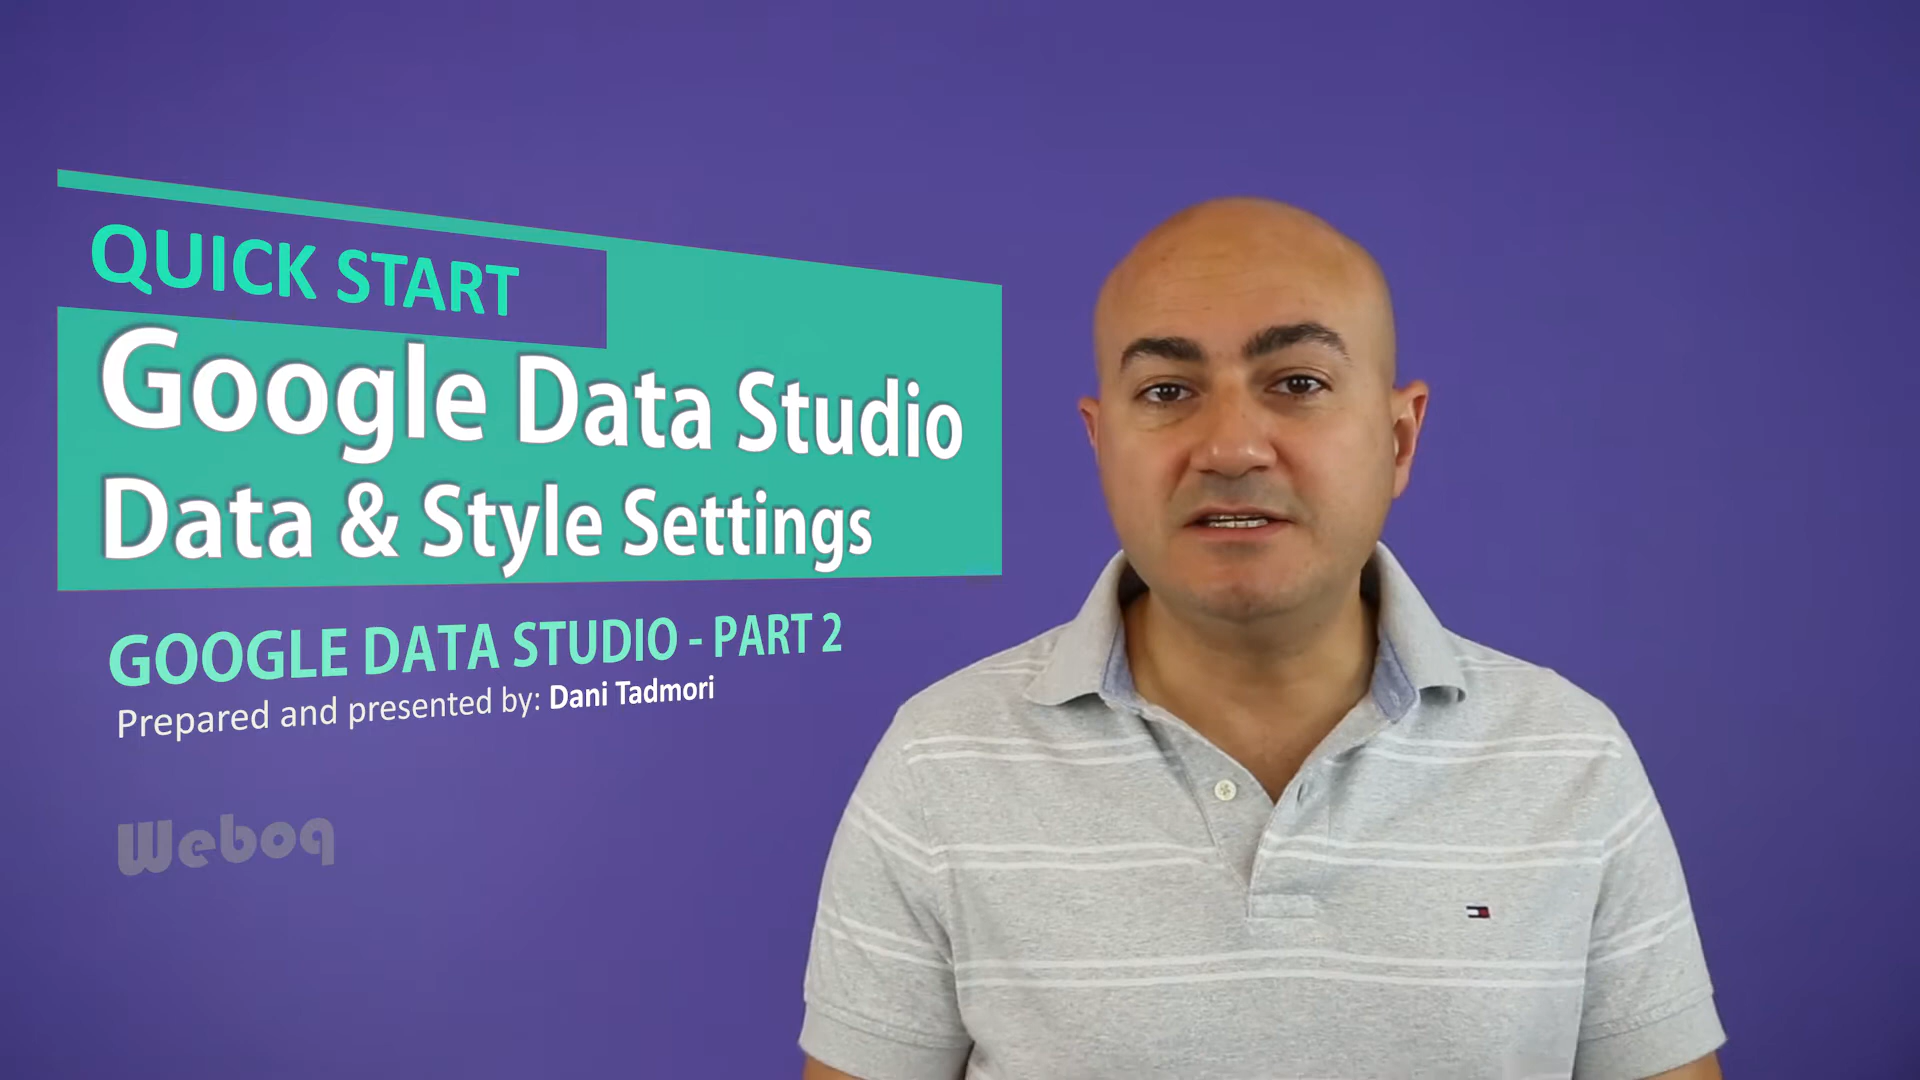 QUICK START
Google Data Studio
Data & Style Settings
GOOGLE DATA STUDIO - PART 2
Prepared and presented by: Dani Tadmori
Weboq